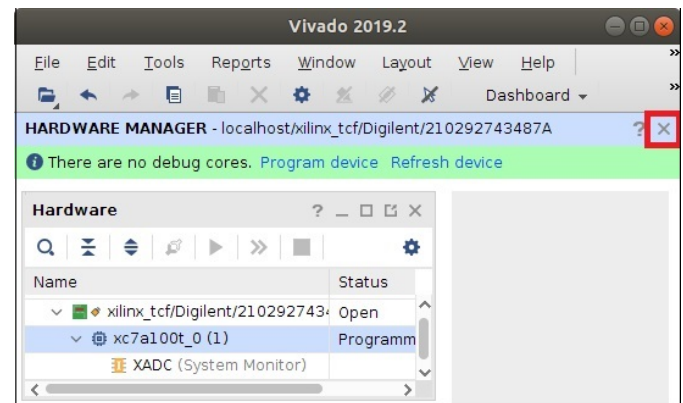 Vivado 2019.2
File Edit Tools Reports Window Layout View Help »
Dashboard »
HARDWARE MANAGER - localhost/xilinx_tcf/Digilent/210292743487A ? ×
There are no debug cores. Program device Refresh device
Hardware ?
Name Status
xilinx_tcf/Digilent/210292743 Open
xc7a100t_0 (1) Programm
XADC (System Monitor)